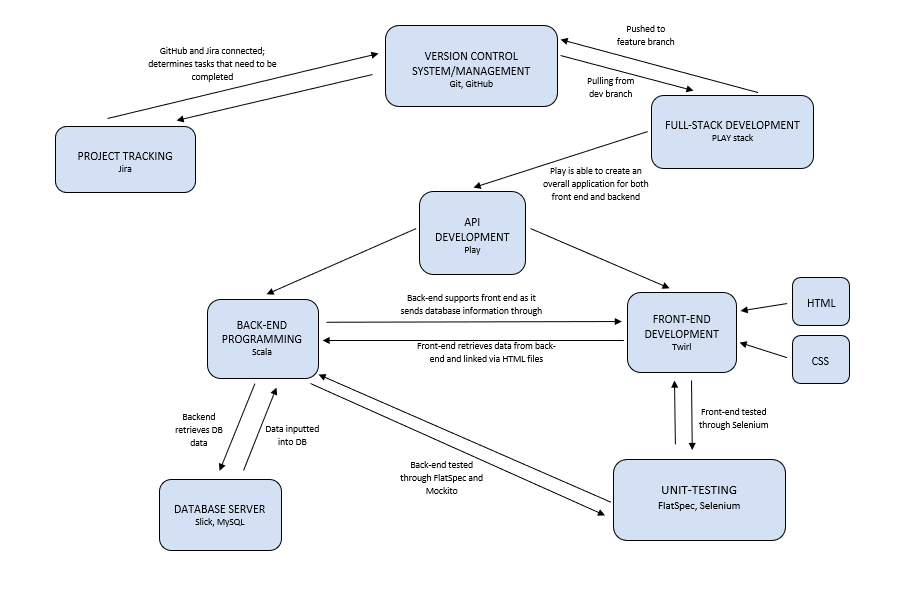 Pushed to
feature branch
GitHub and Jira connected;
determines tasks that need to be
completed
VERSION CONTROL
SYSTEM/MANAGEMENT
Git, GitHub
Pulling from
dev branch
FULL-STACK DEVELOPMENT
PLAY stack
PROJECT TRACKING
Jira
Play is able to create an
overall application for both
front end and backend
API
DEVELOPMENT
Play
Back-end supports front end as it
sends database information through
HTML
BACK-END
PROGRAMMING
Scala
FRONT-END
DEVELOPMENT
Twirl
Front-end retrieves data from back-
end and linked via HTML files
CSS
Backend
retrieves DB
data
Data inputted
into DB
Front-end tested
through Selenium
Back-end tested
through FlatSpec and
Mockito
DATABASE SERVER
Slick, MySQL
UNIT-TESTING
FlatSpec, Selenium